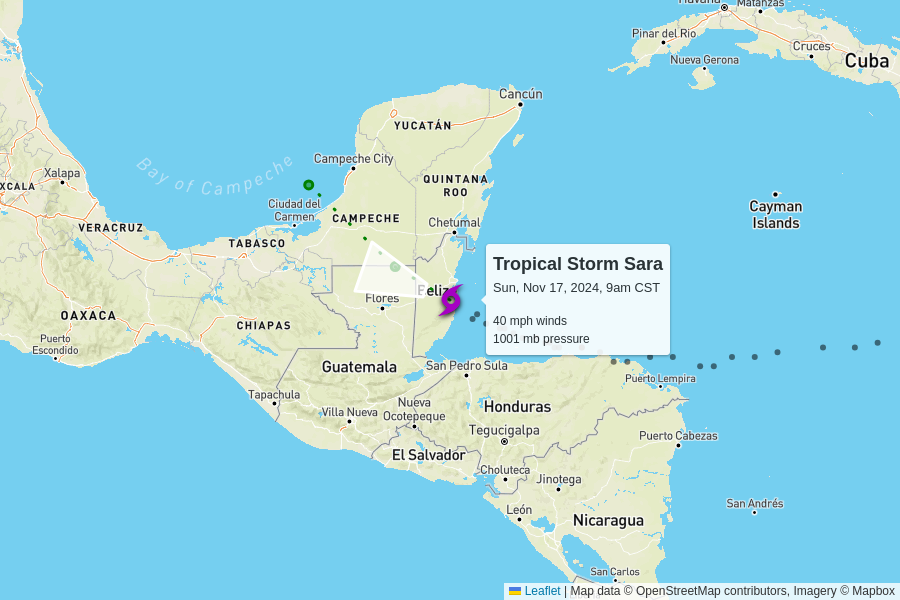 Havana
Matanzas
Pinar del Río
Cruces
Nueva Gerona
Cuba
Cancún
YUCATÁN
Campeche City
Bay of Campeche
Xalapa
XCALA
QUINTANA
ROO
Ciudad del
Carmen
CAMPECHE
Chetumal
Cayman
Islands
VERACRUZ
TABASCO
Tropical Storm Sara
Sun, Nov 17, 2024, 9am CST
40 mph winds
1001 mb pressure
Beliz
Flores
OAXACA
CHIAPAS
Puerto
Escondido
Guatemala
San Pedro Sula
Puerto Lempira
Tapachula
Nueva
Ocotepeque
Villa Nueva
Honduras
Tegucigalpa
Puerto Cabezas
El Salvador
Choluteca
Jinotega
León
San Andrés
Nicaragua
San Carlos
Leaflet | Map data © OpenStreetMap contributors, Imagery © Mapbox